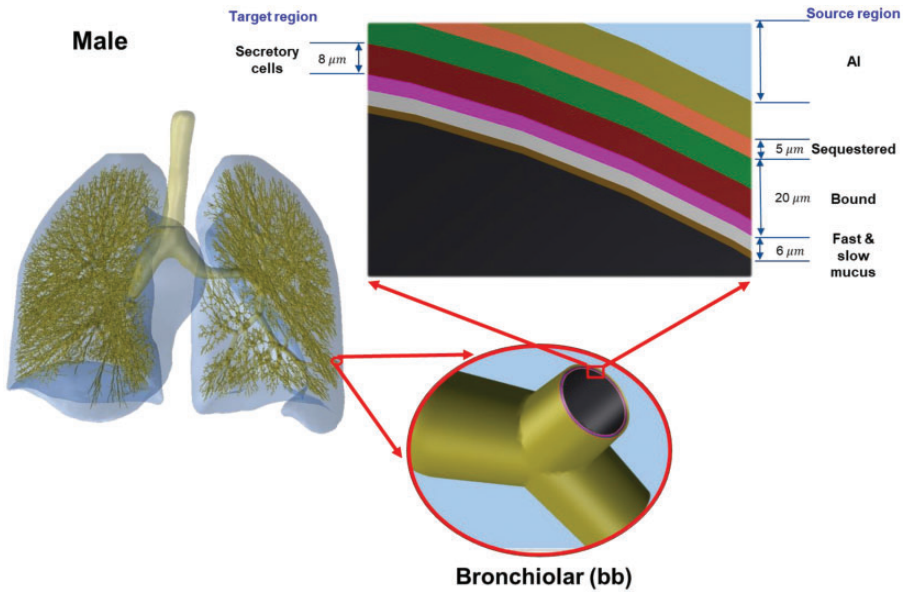 Male
Target region
Secretory
cells
8 μm
Source region
AI
5 μm
Sequestered
20 μm
Bound
6 μm
Fast &
slow
mucus
Bronchiolar (bb)